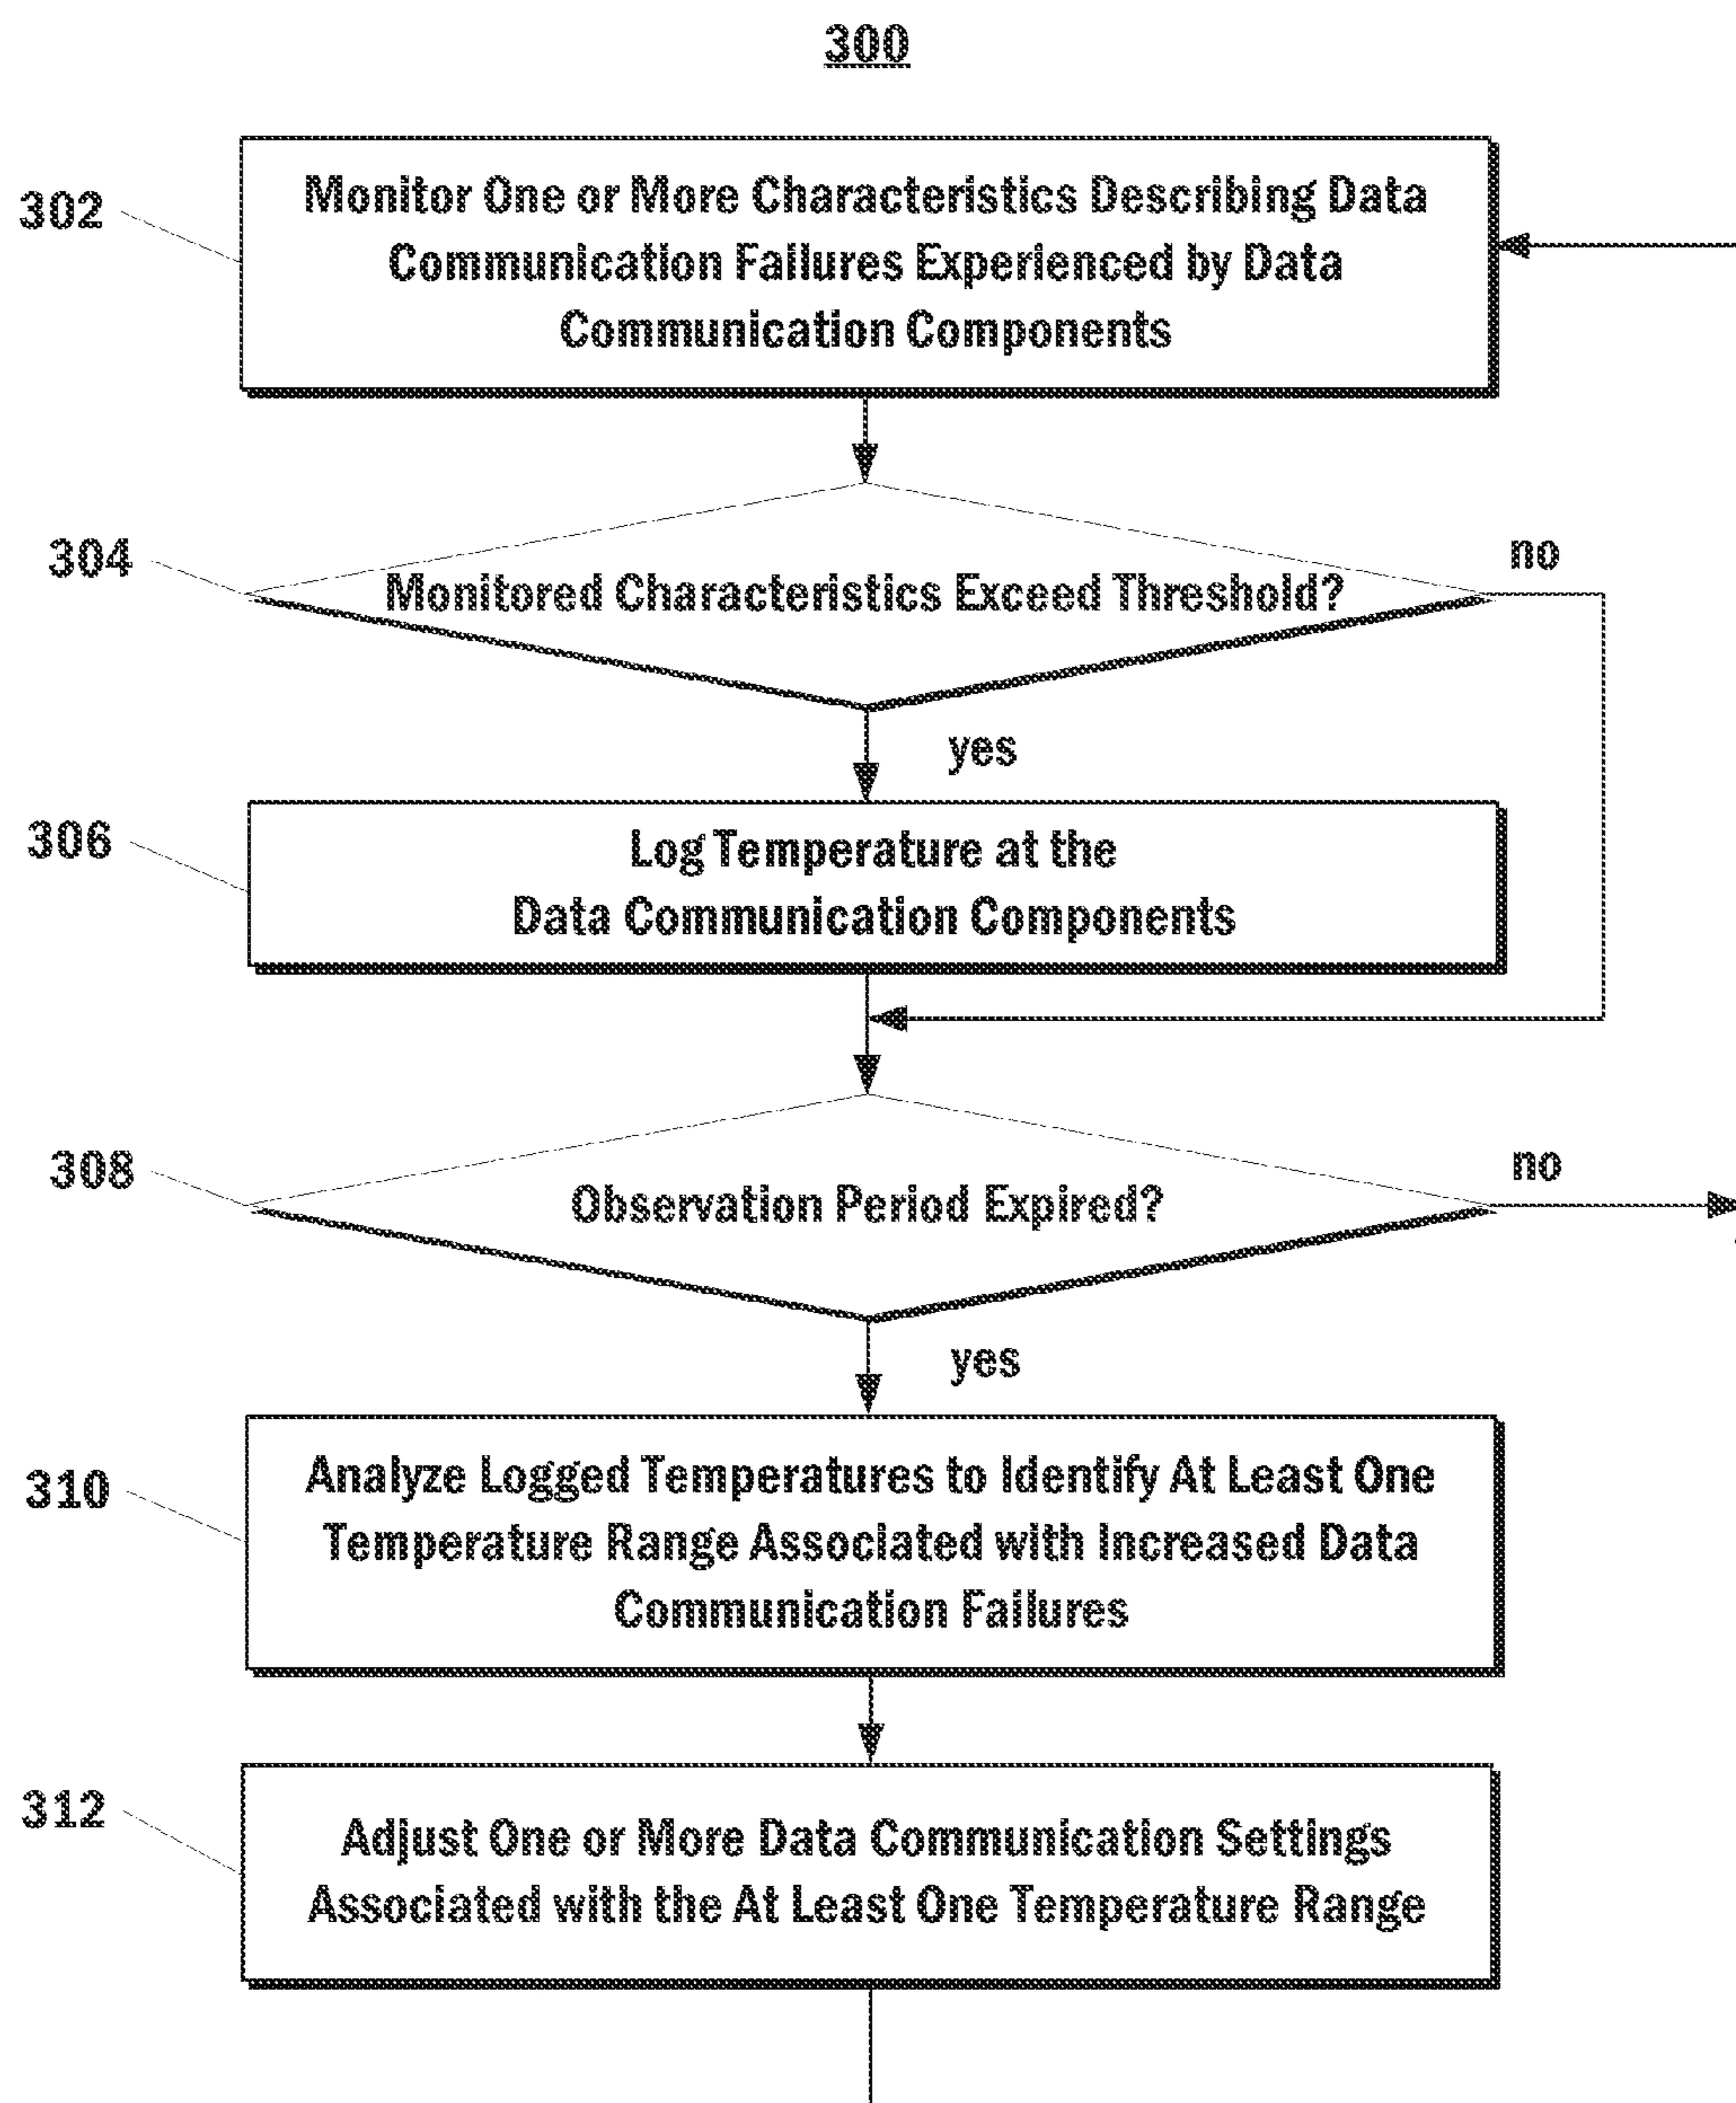 300
302
Monitor One or More Characteristics Describing Data
Communication Failures Experienced by Data
Communication Components
304
Monitored Characteristics Exceed Threshold?
no
yes
306
Log Temperature at the
Data Communication Components
308
Observation Period Expired?
no
yes
310
Analyze Logged Temperatures to Identify At Least One
Temperature Range Associated with Increased Data
Communication Failures
312
Adjust One or More Data Communication Settings
Associated with the At Least One Temperature Range